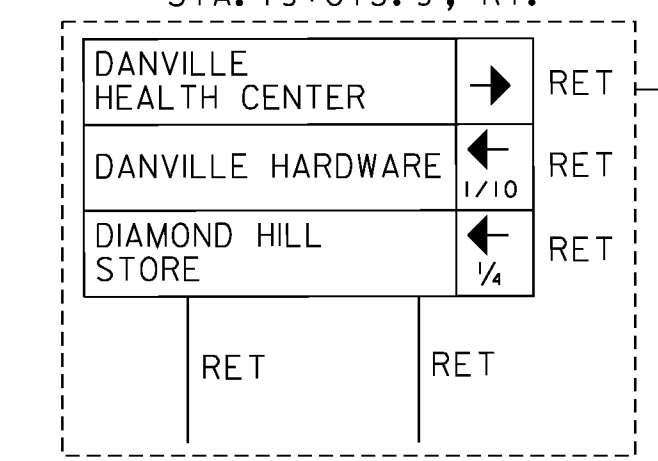 DANVILLE
HEALTH CENTER
RET
DANVILLE HARDWARE
1/10
RET
DIAMOND HILL
STORE
1/4
RET
RET
RET